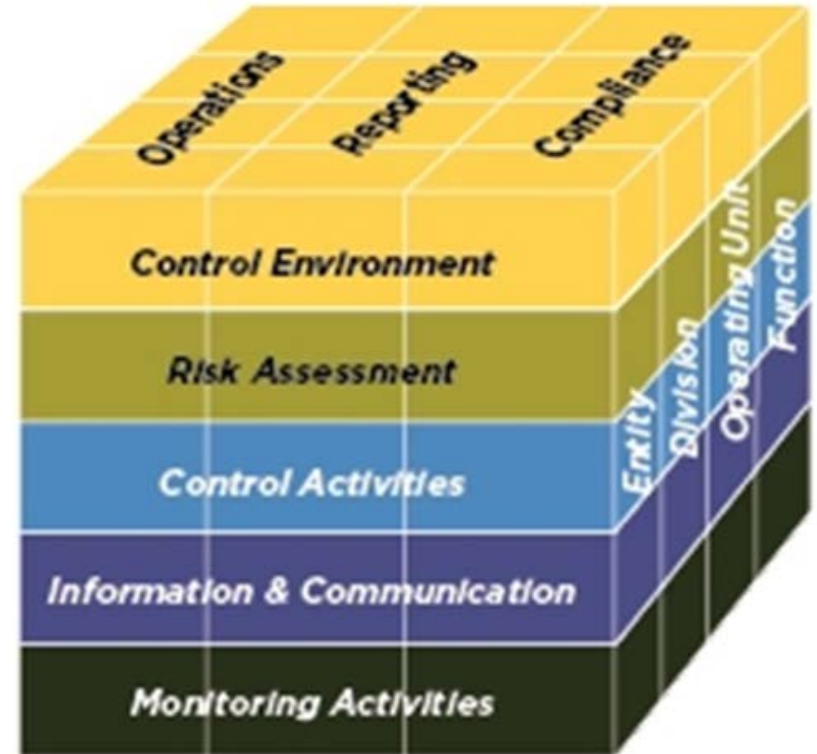 Operations
Reporting
Compliance
Control Environment
Risk Assessment
Control Activities
Information & Communication
Monitoring Activities
Entity
Division
Operating Unit
Function